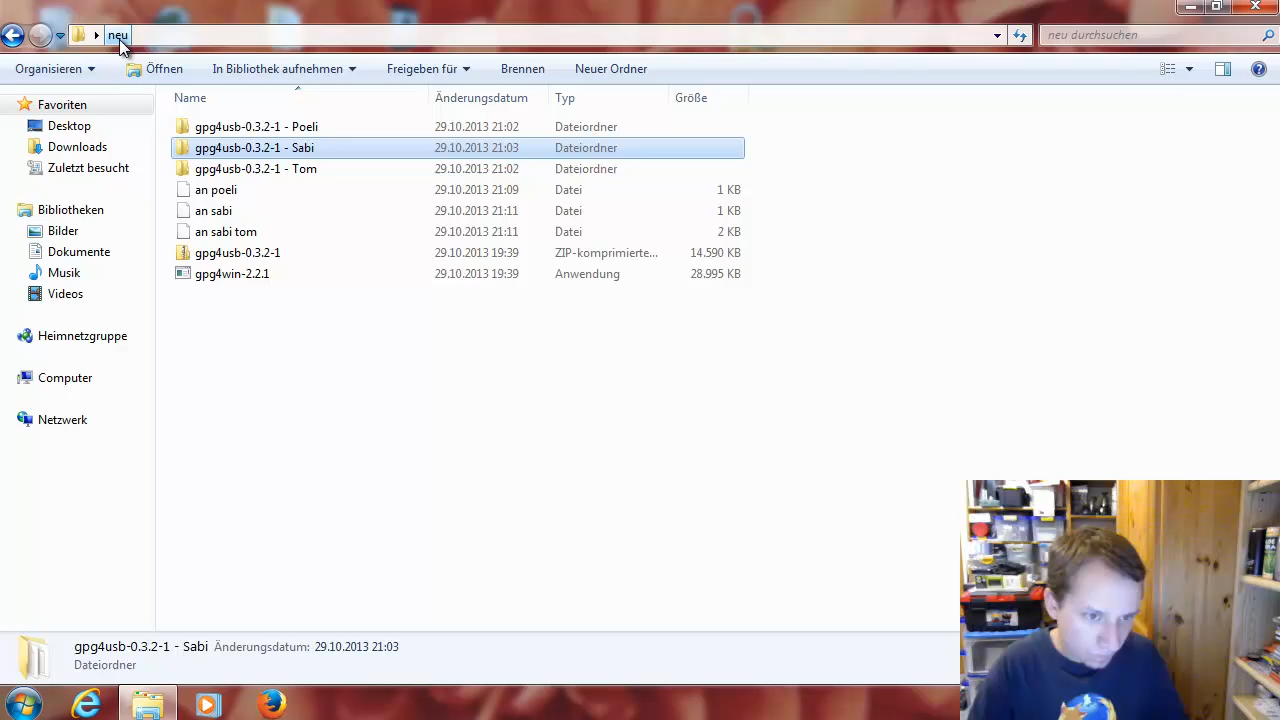 neu
neu durchsuchen
Organisieren Öffnen In Bibliothek aufnehmen Freigeben für Brennen Neuer Ordner
Name Änderungsdatum Typ Größe
Favoriten
Desktop
Downloads
Zuletzt besucht
Bibliotheken
Bilder
Dokumente
Musik
Videos
Heimnetzgruppe
Computer
Netzwerk
gpg4usb-0.3.2-1 - Poeli 29.10.2013 21:02 Dateiordner
gpg4usb-0.3.2-1 - Sabi 29.10.2013 21:03 Dateiordner
gpg4usb-0.3.2-1 - Tom 29.10.2013 21:02 Dateiordner
an poeli 29.10.2013 21:09 Datei 1 KB
an sabi 29.10.2013 21:11 Datei 1 KB
an sabi tom 29.10.2013 21:11 Datei 2 KB
gpg4usb-0.3.2-1 29.10.2013 19:39 ZIP-komprimierte... 14.590 KB
gpg4win-2.2.1 29.10.2013 19:39 Anwendung 28.995 KB
gpg4usb-0.3.2-1 - Sabi Änderungsdatum: 29.10.2013 21:03
Dateiordner